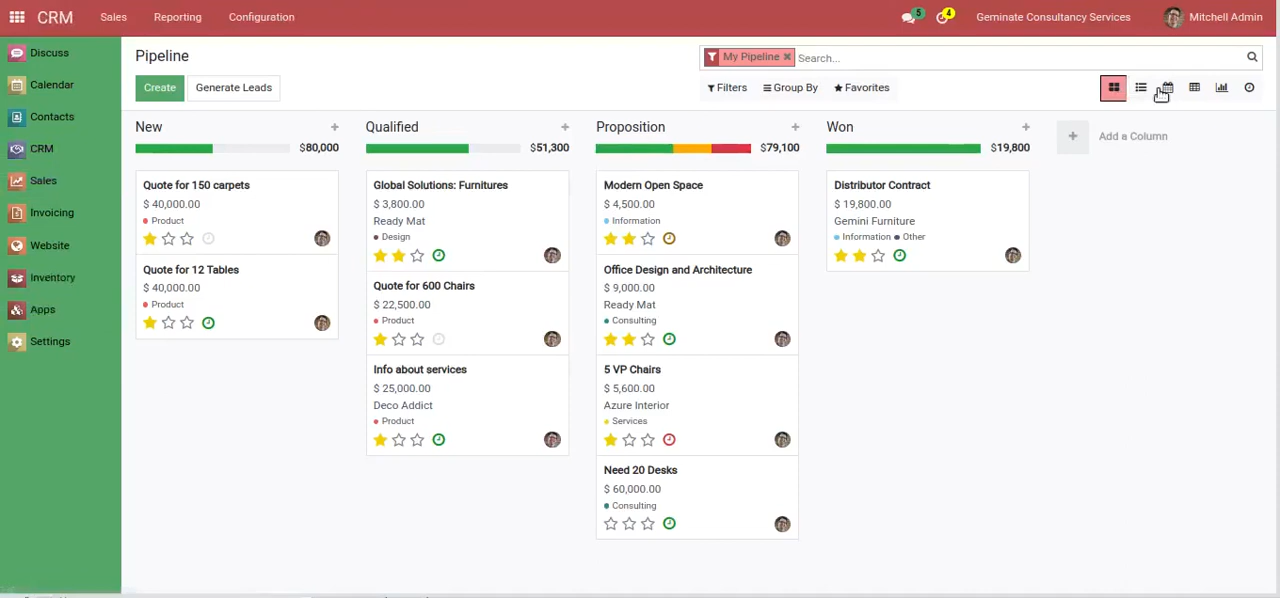 CRM Sales Reporting Configuration 5 4 Geminate Consultancy Services Mitchell Admin
Discuss
Calendar
Contacts
CRM
Sales
Invoicing
Website
Inventory
Apps
Settings
Pipeline
My Pipeline Search...
Create Generate Leads
Filters Group By Favorites
New
$80,000
Quote for 150 carpets
$ 40,000.00
Product
Quote for 12 Tables
$ 40,000.00
Product
Qualified
$51,300
Global Solutions: Furnitures
$ 3,800.00
Ready Mat
Design
Quote for 600 Chairs
$ 22,500.00
Product
Info about services
$ 25,000.00
Deco Addict
Product
Proposition
$79,100
Modern Open Space
$ 4,500.00
Information
Office Design and Architecture
$ 9,000.00
Ready Mat
Consulting
5 VP Chairs
$ 5,600.00
Azure Interior
Services
Need 20 Desks
$ 60,000.00
Consulting
Won
$19,800
Distributor Contract
$ 19,800.00
Gemini Furniture
Information Other
Add a Column